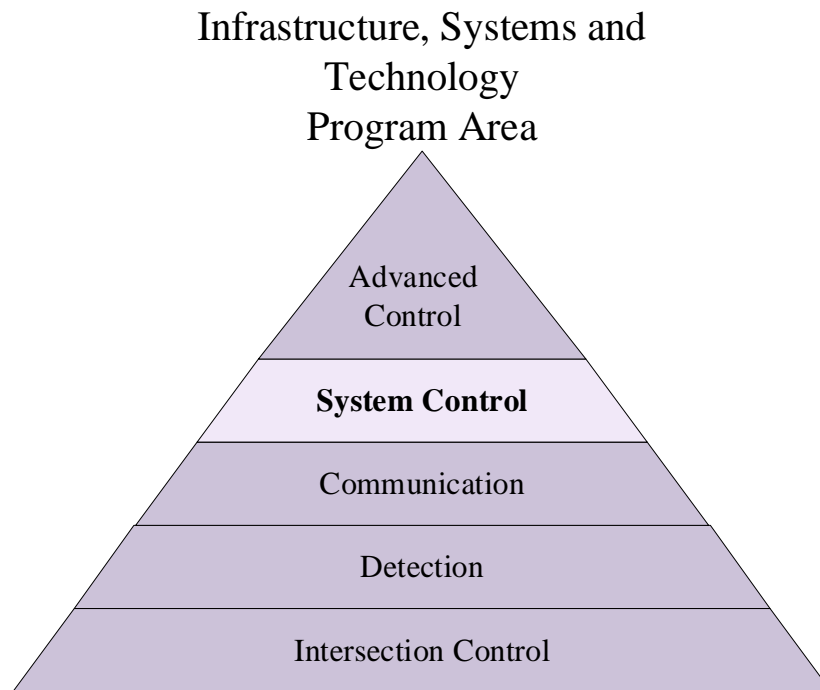 Infrastructure, Systems and
Technology
Program Area
Advanced
Control
System Control
Communication
Detection
Intersection Control